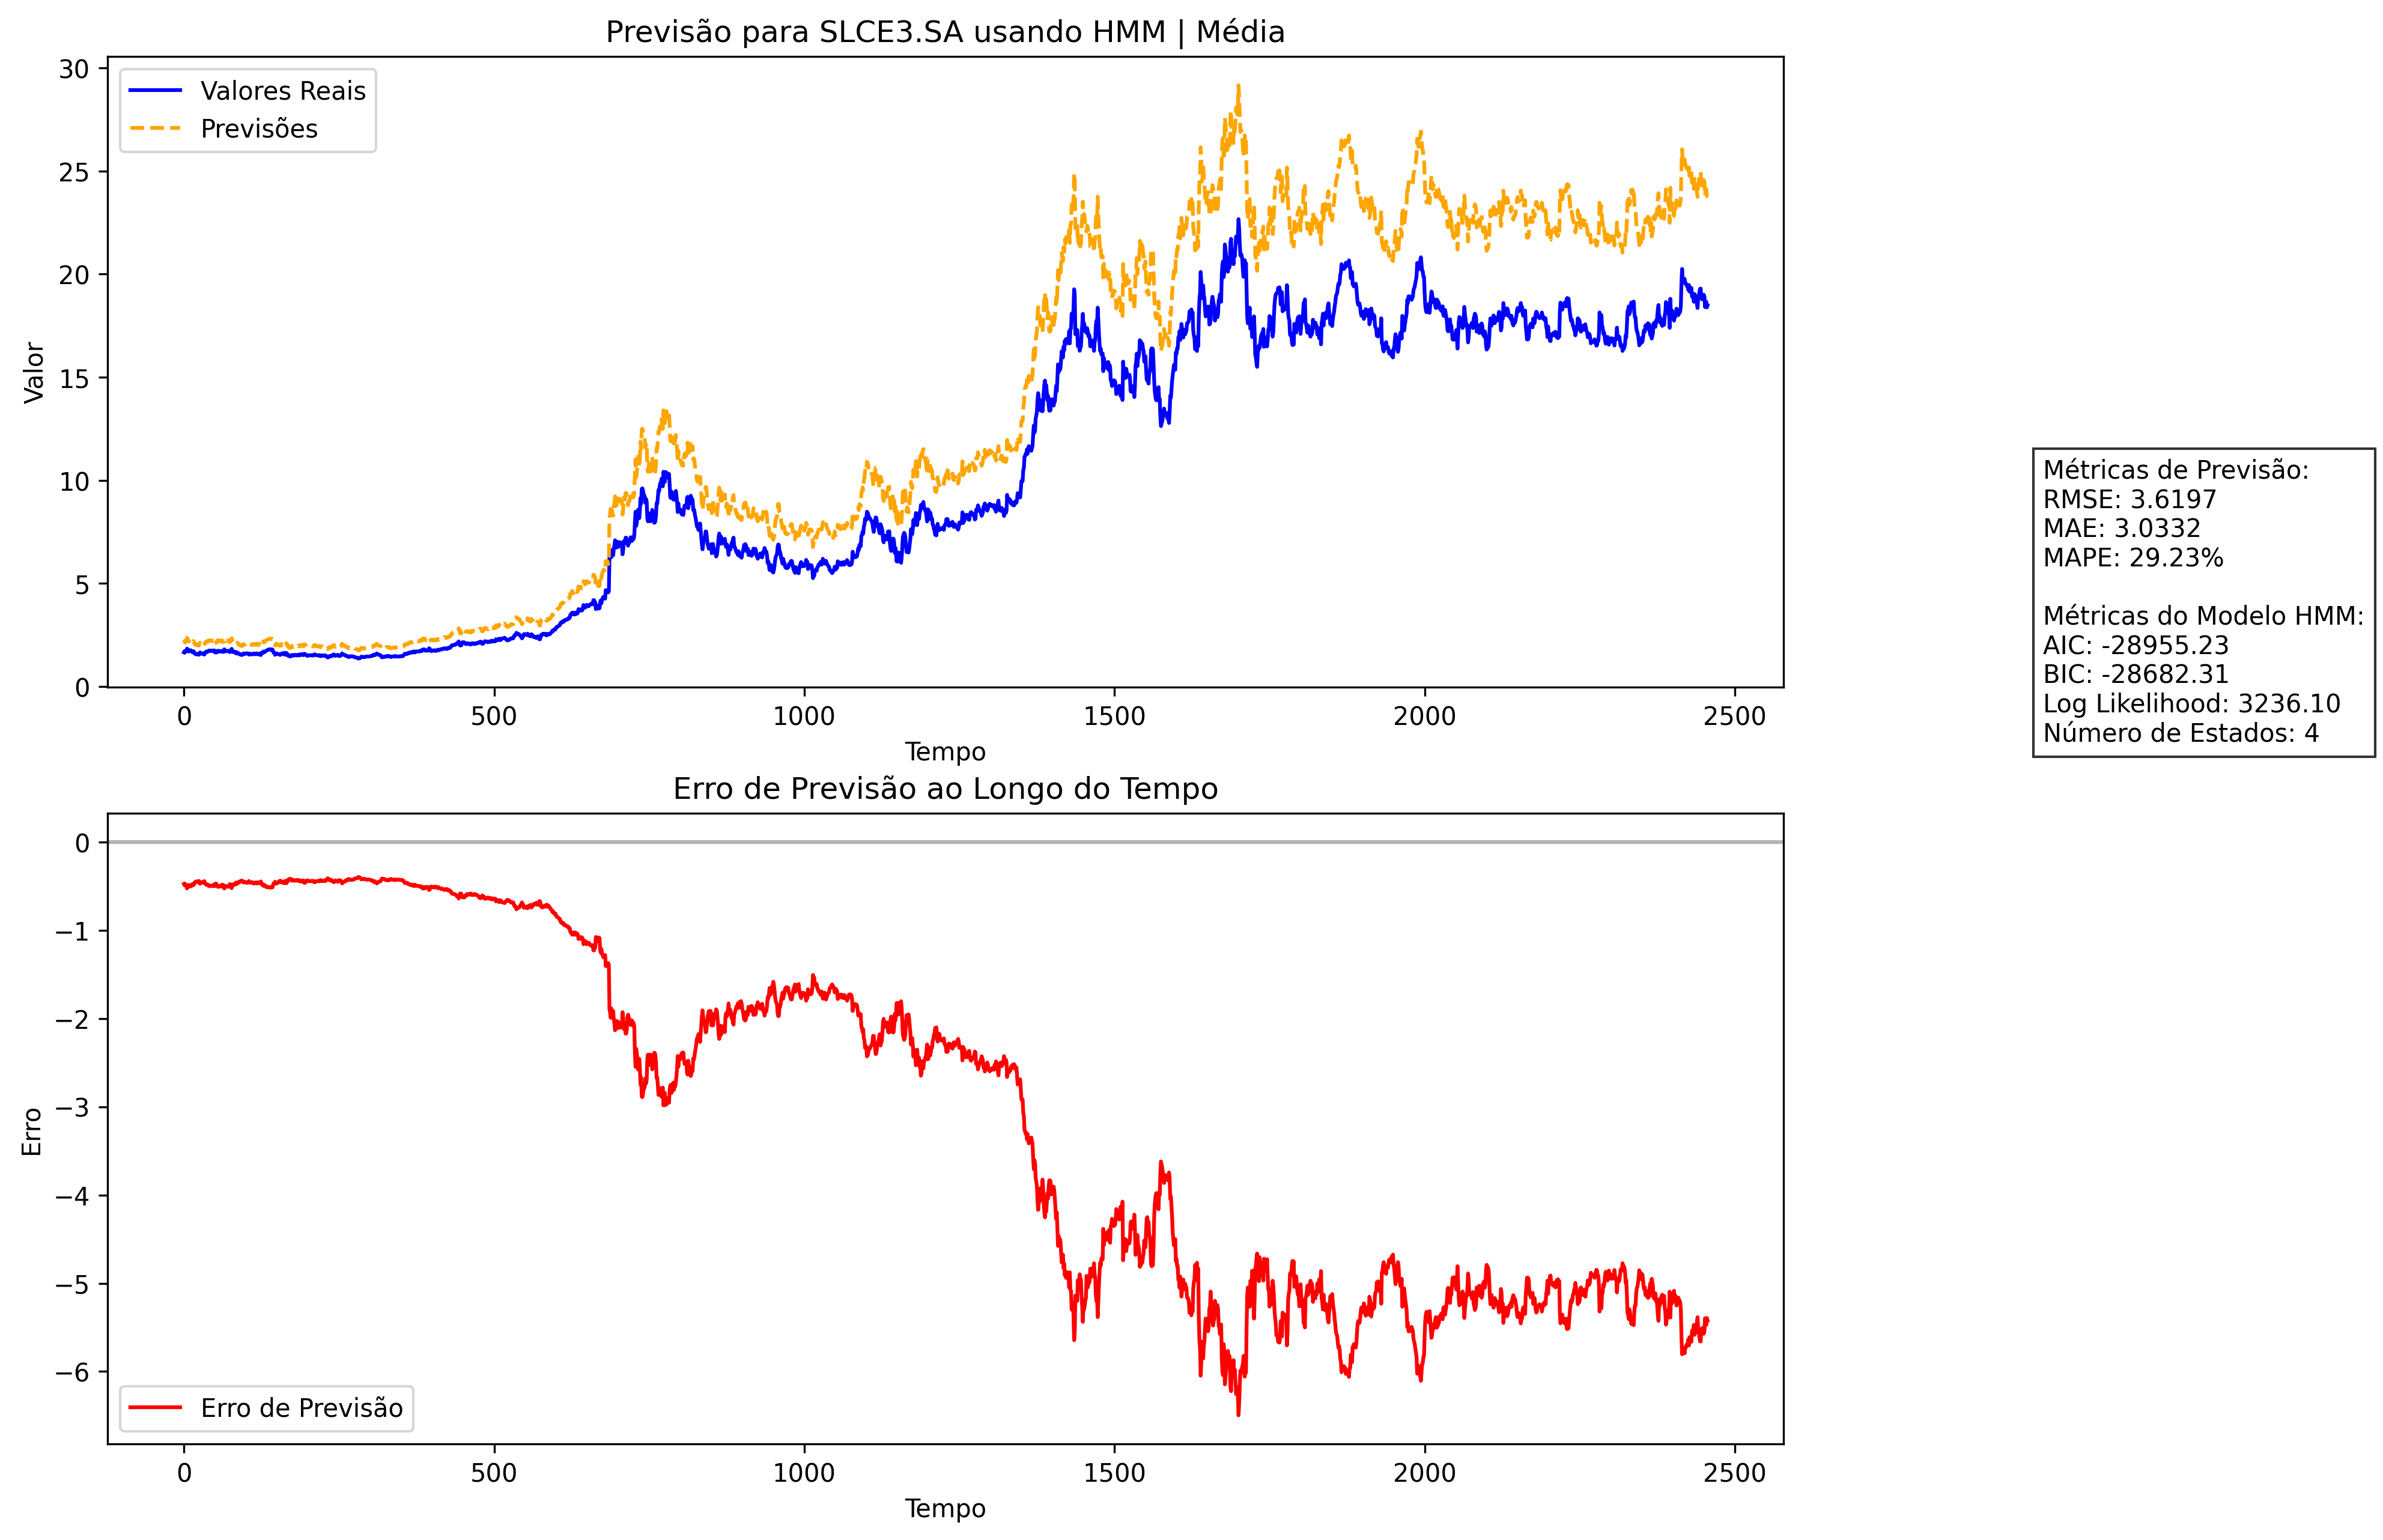 Previsão para SLCE3.SA usando HMM | Média
Valores Reais
Previsões
30
25
20
15
10
5
0
Valor
0
500
1000
1500
2000
2500
Tempo
Métricas de Previsão:
RMSE: 3.6197
MAE: 3.0332
MAPE: 29.23%
Métricas do Modelo HMM:
AIC: -28955.23
BIC: -28682.31
Log Likelihood: 3236.10
Número de Estados: 4
Erro de Previsão ao Longo do Tempo
0
−1
−2
−3
−4
−5
−6
Erro
Erro de Previsão
0
500
1000
1500
2000
2500
Tempo